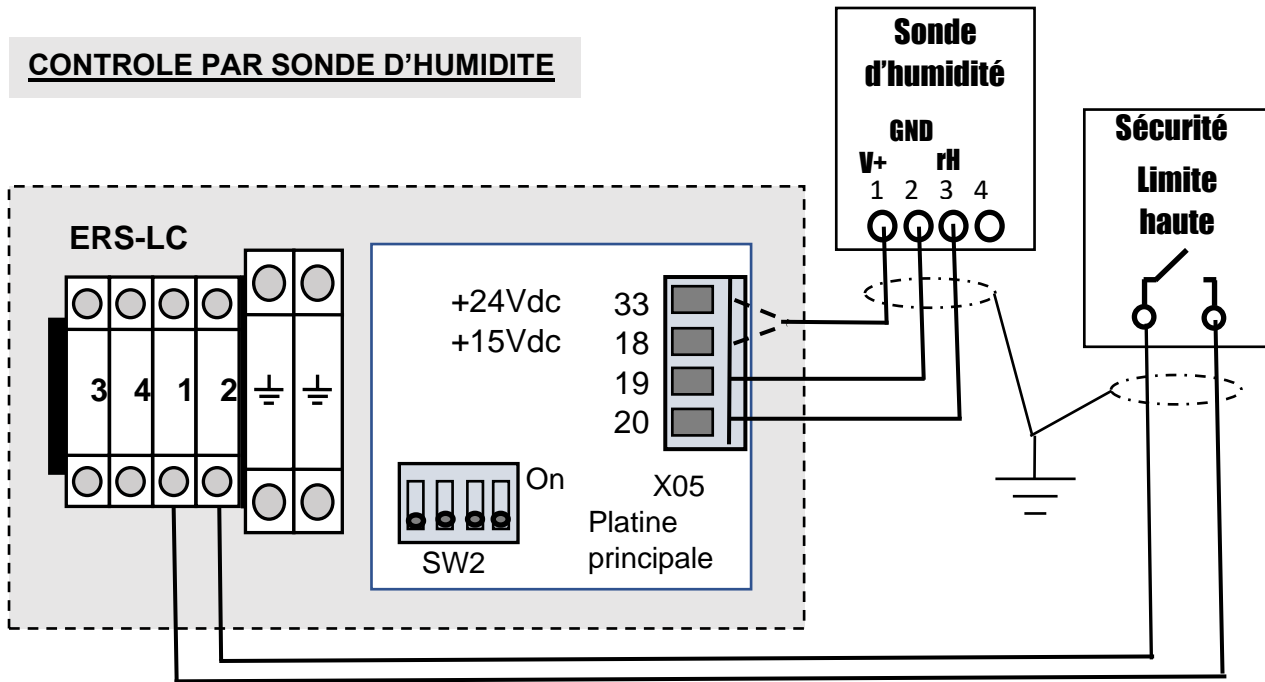 CONTROLE PAR SONDE D'HUMIDITE
Sonde
d'humidité
GND
V+ rH
1 2 3 4
Sécurité
Limite
haute
ERS-LC
3 4 1 2
+24Vdc 33
+15Vdc 18
19
20
On
SW2
X05
Platine
principale